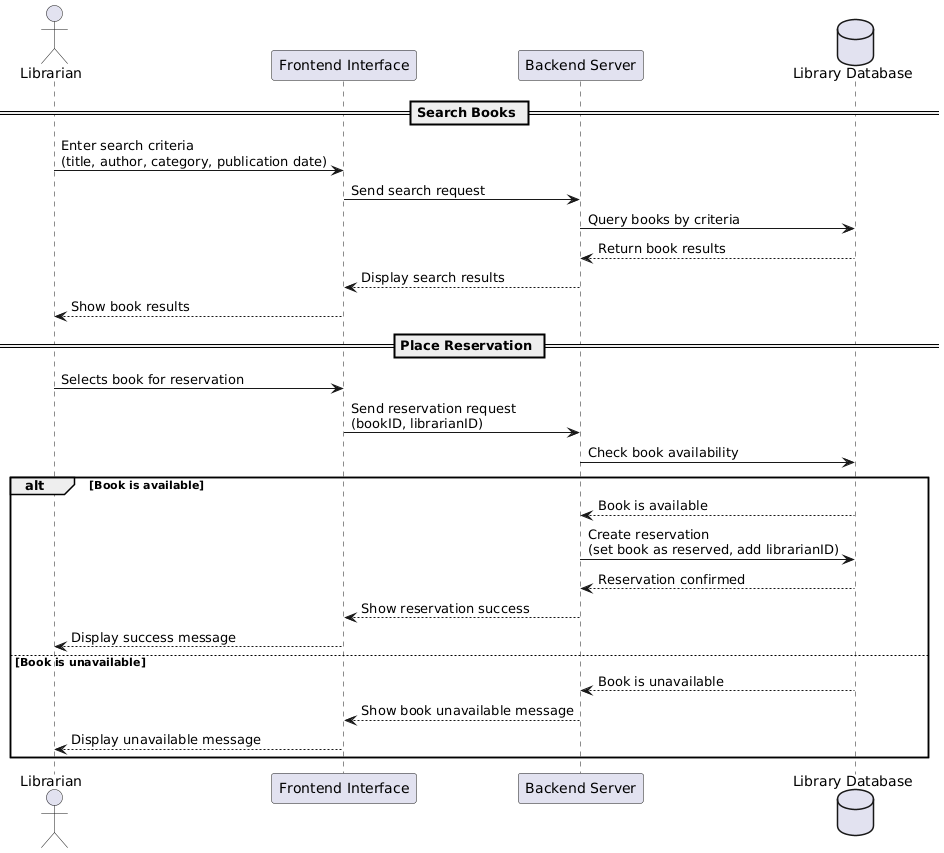 Librarian
Frontend Interface
Backend Server
Library Database
Search Books
Enter search criteria
(title, author, category, publication date)
Send search request
Query books by criteria
Return book results
Display search results
Show book results
Place Reservation
Selects book for reservation
Send reservation request
(bookID, librarianID)
Check book availability
alt
[Book is available]
Book is available
Create reservation
(set book as reserved, add librarianID)
Reservation confirmed
Show reservation success
Display success message
[Book is unavailable]
Book is unavailable
Show book unavailable message
Display unavailable message
Librarian
Frontend Interface
Backend Server
Library Database